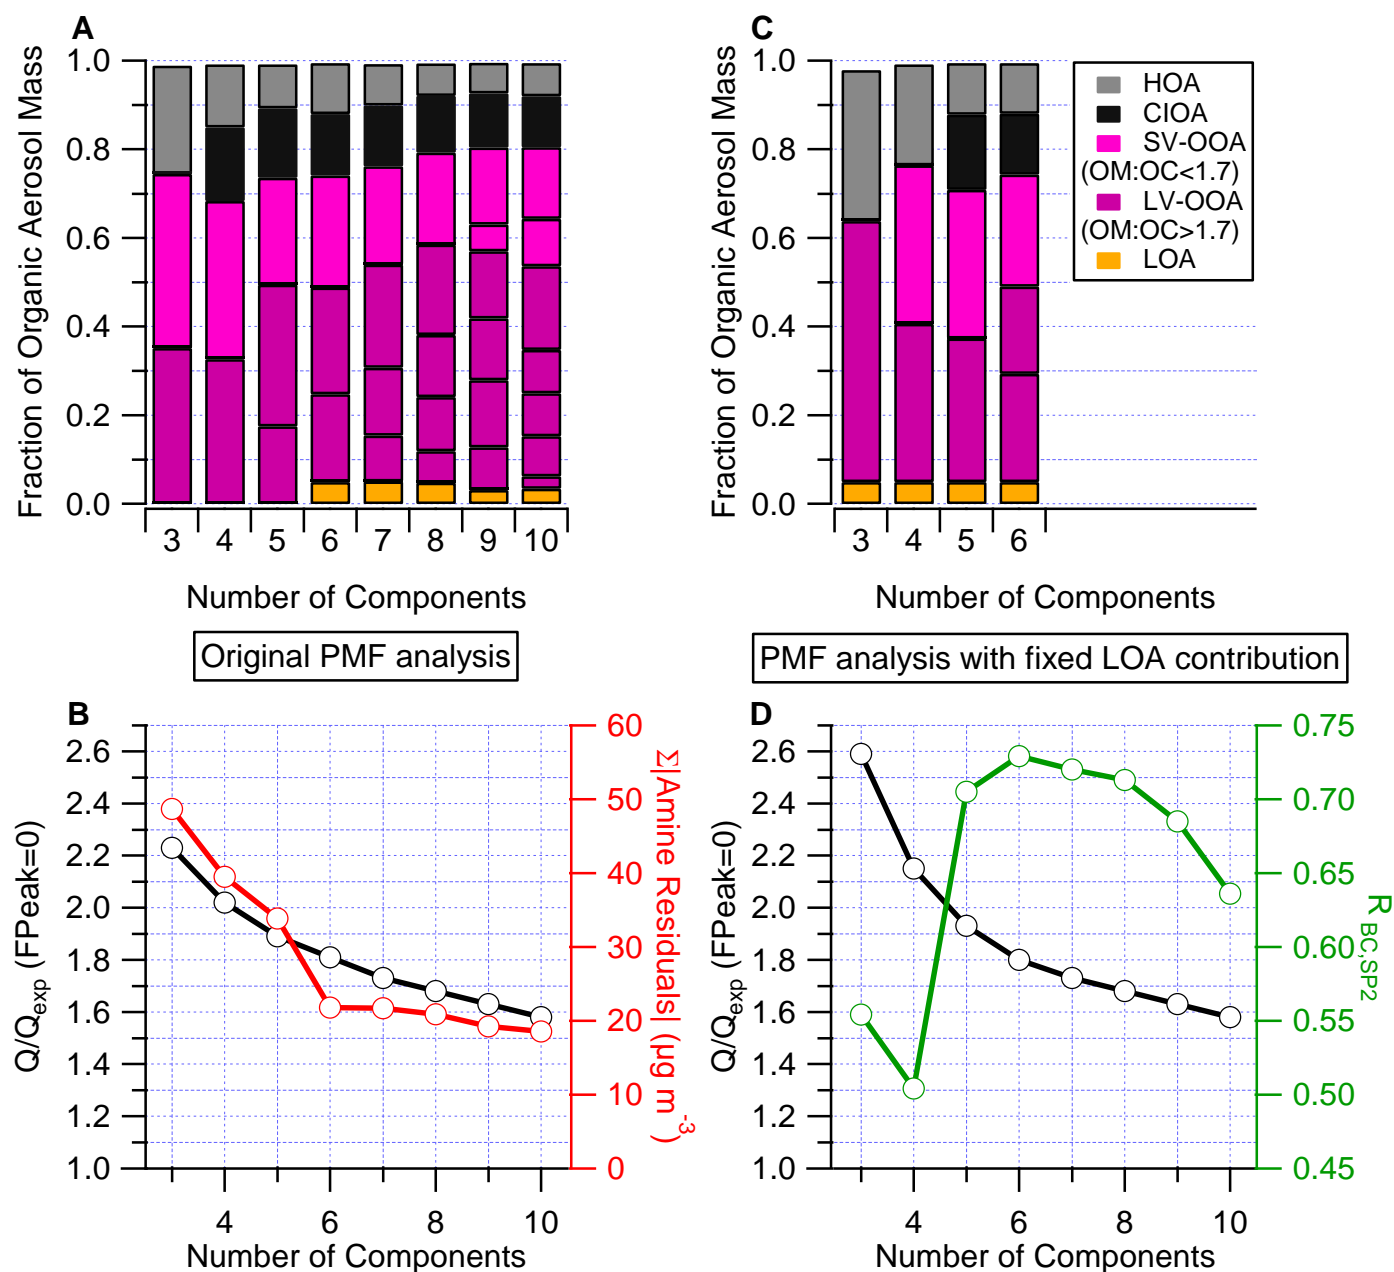 A
Fraction of Organic Aerosol Mass
1.0
0.8
0.6
0.4
0.2
0.0
3 4 5 6 7 8 9 10
Number of Components
C
Fraction of Organic Aerosol Mass
1.0
0.8
0.6
0.4
0.2
0.0
3 4 5 6
Number of Components
HOA
CIOA
SV-OOA
(OM:OC<1.7)
LV-OOA
(OM:OC>1.7)
LOA
Original PMF analysis
PMF analysis with fixed LOA contribution
B
Q/Qexp (FPeak=0)
2.6
2.4
2.2
2.0
1.8
1.6
1.4
1.2
1.0
60
50
40
30
20
10
0
Σ|Amine Residuals| (µg m-3)
4 6 8 10
Number of Components
D
Q/Qexp (FPeak=0)
2.6
2.4
2.2
2.0
1.8
1.6
1.4
1.2
1.0
0.75
0.70
0.65
0.60
0.55
0.50
0.45
R BC,SP2
4 6 8 10
Number of Components